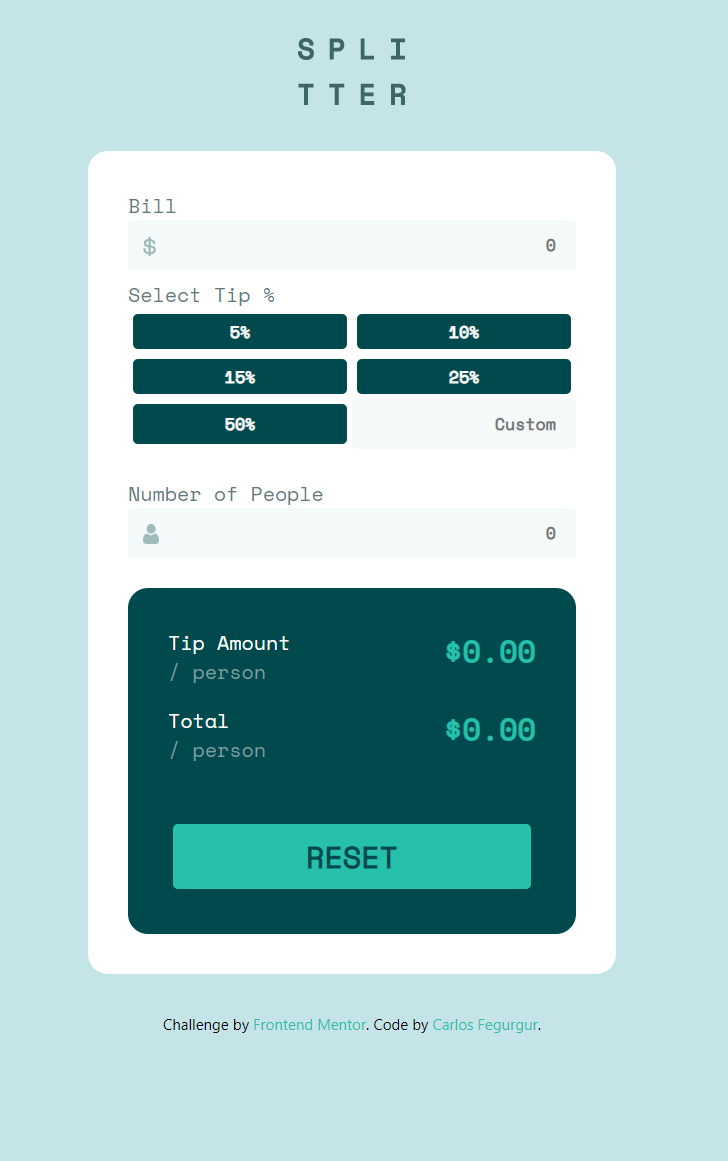 SPLI
TTER
Bill
$ 0
Select Tip %
5% 10%
15% 25%
50% Custom
Number of People
0
Tip Amount $0.00
/ person
Total $0.00
/ person
RESET
Challenge by Frontend Mentor. Code by Carlos Fegurgur.